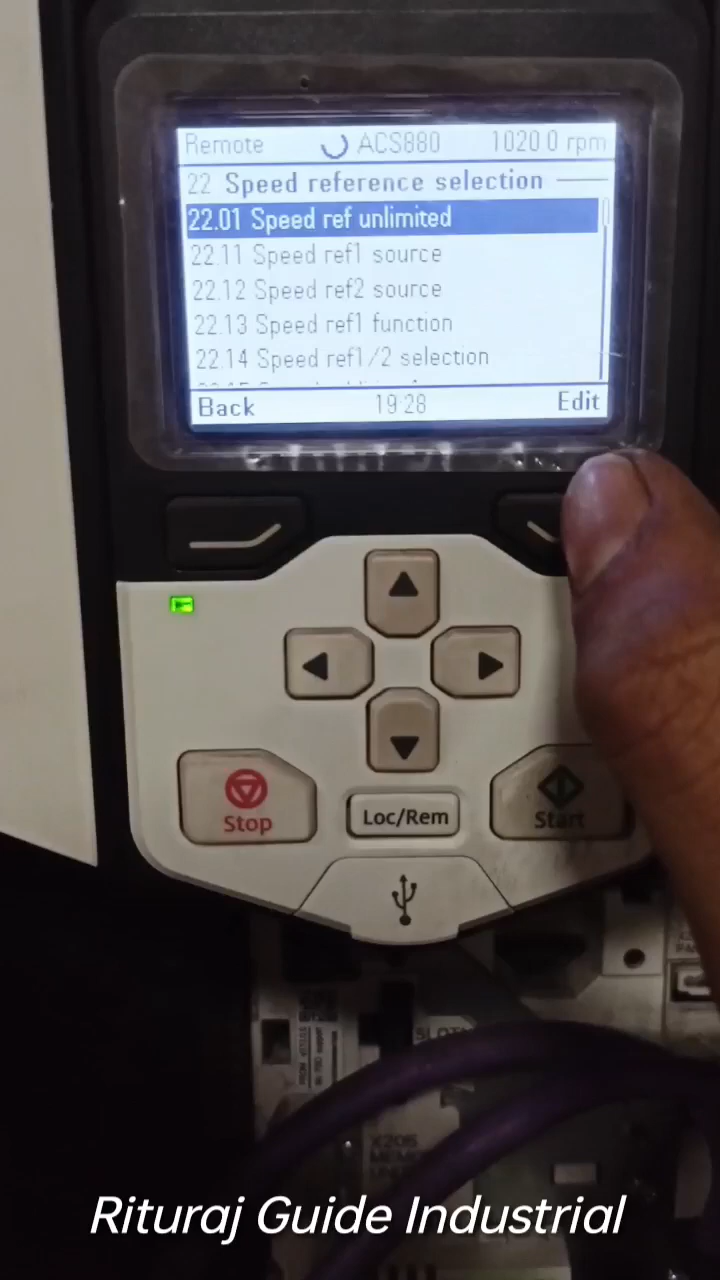 Remote ACS880 1020.0 rpm
22 Speed reference selection
22.01 Speed ref unlimited
22.11 Speed ref1 source
22.12 Speed ref2 source
22.13 Speed ref1 function
22.14 Speed ref1/2 selection
Back 19:28 Edit
Stop
Loc/Rem
Start
X205
Rituraj Guide Industrial